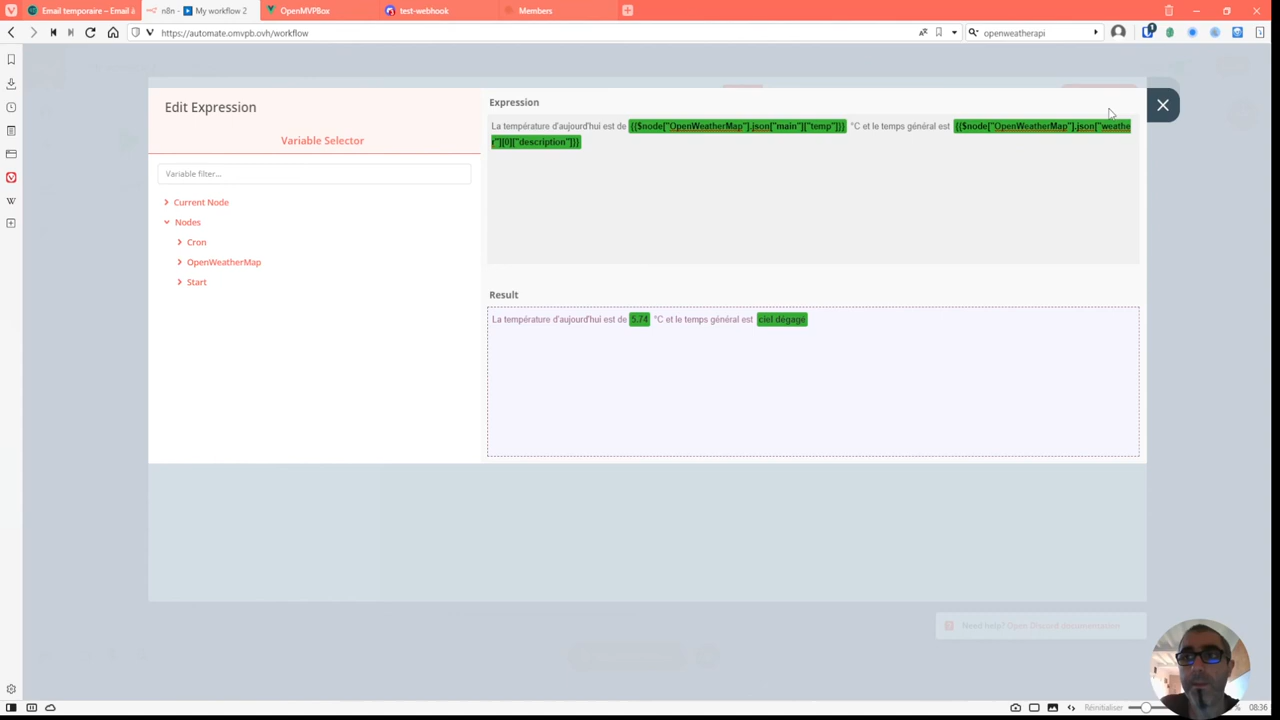 Email temporaire – Email à
n8n - ▶ My workflow 2
OpenMVPBox
test-webhook
Members
https://automate.omvpb.ovh/workflow
openweatherapi
1
Edit Expression
Variable Selector
Variable filter...
Current Node
Nodes
Cron
OpenWeatherMap
Start
Expression
La température d'aujourd'hui est de {{$node["OpenWeatherMap"].json["main"]["temp"]}} °C et le temps général est {{$node["OpenWeatherMap"].json["weathe
r"][0]["description"]}}
Result
La température d'aujourd'hui est de 5.74 °C et le temps général est ciel dégagé
Need help? Open Discord documentation
Réinitialiser
%
08:36